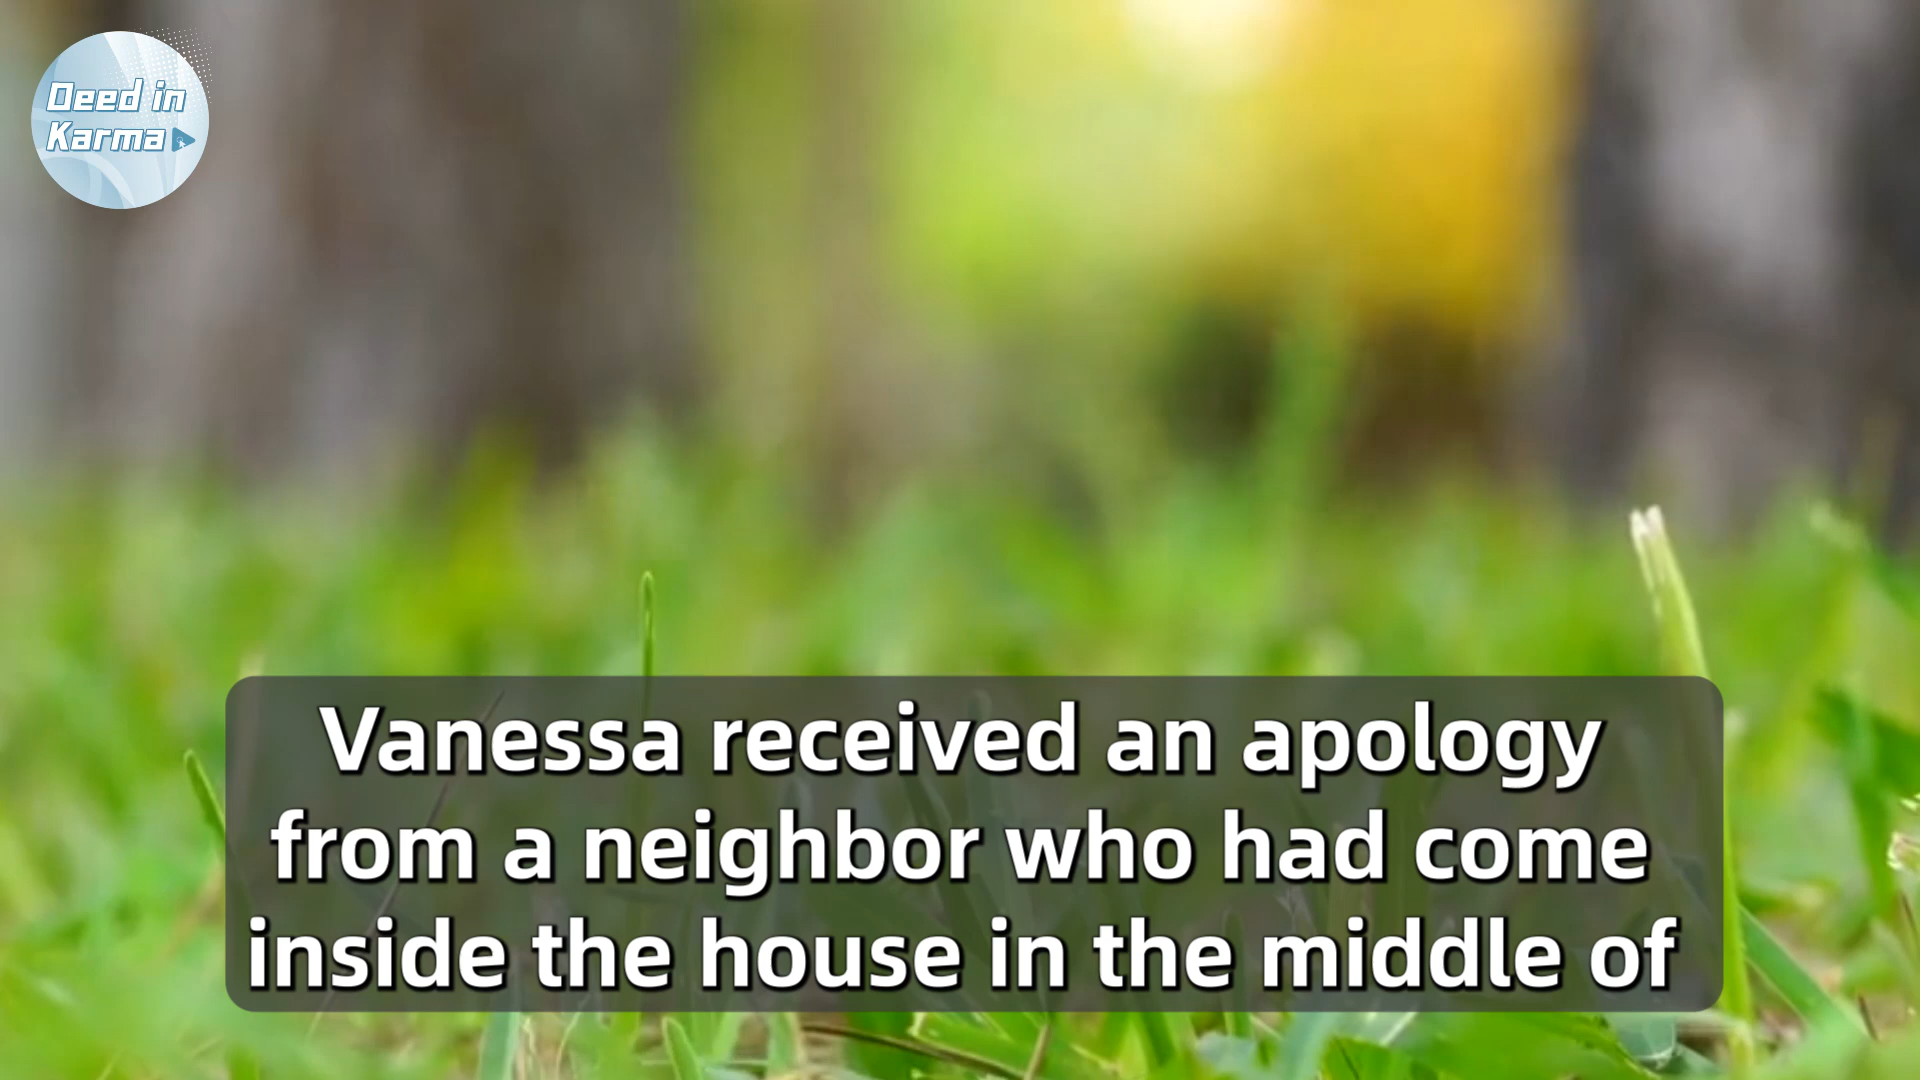 Deed in
Karma
Vanessa received an apology
from a neighbor who had come
inside the house in the middle of